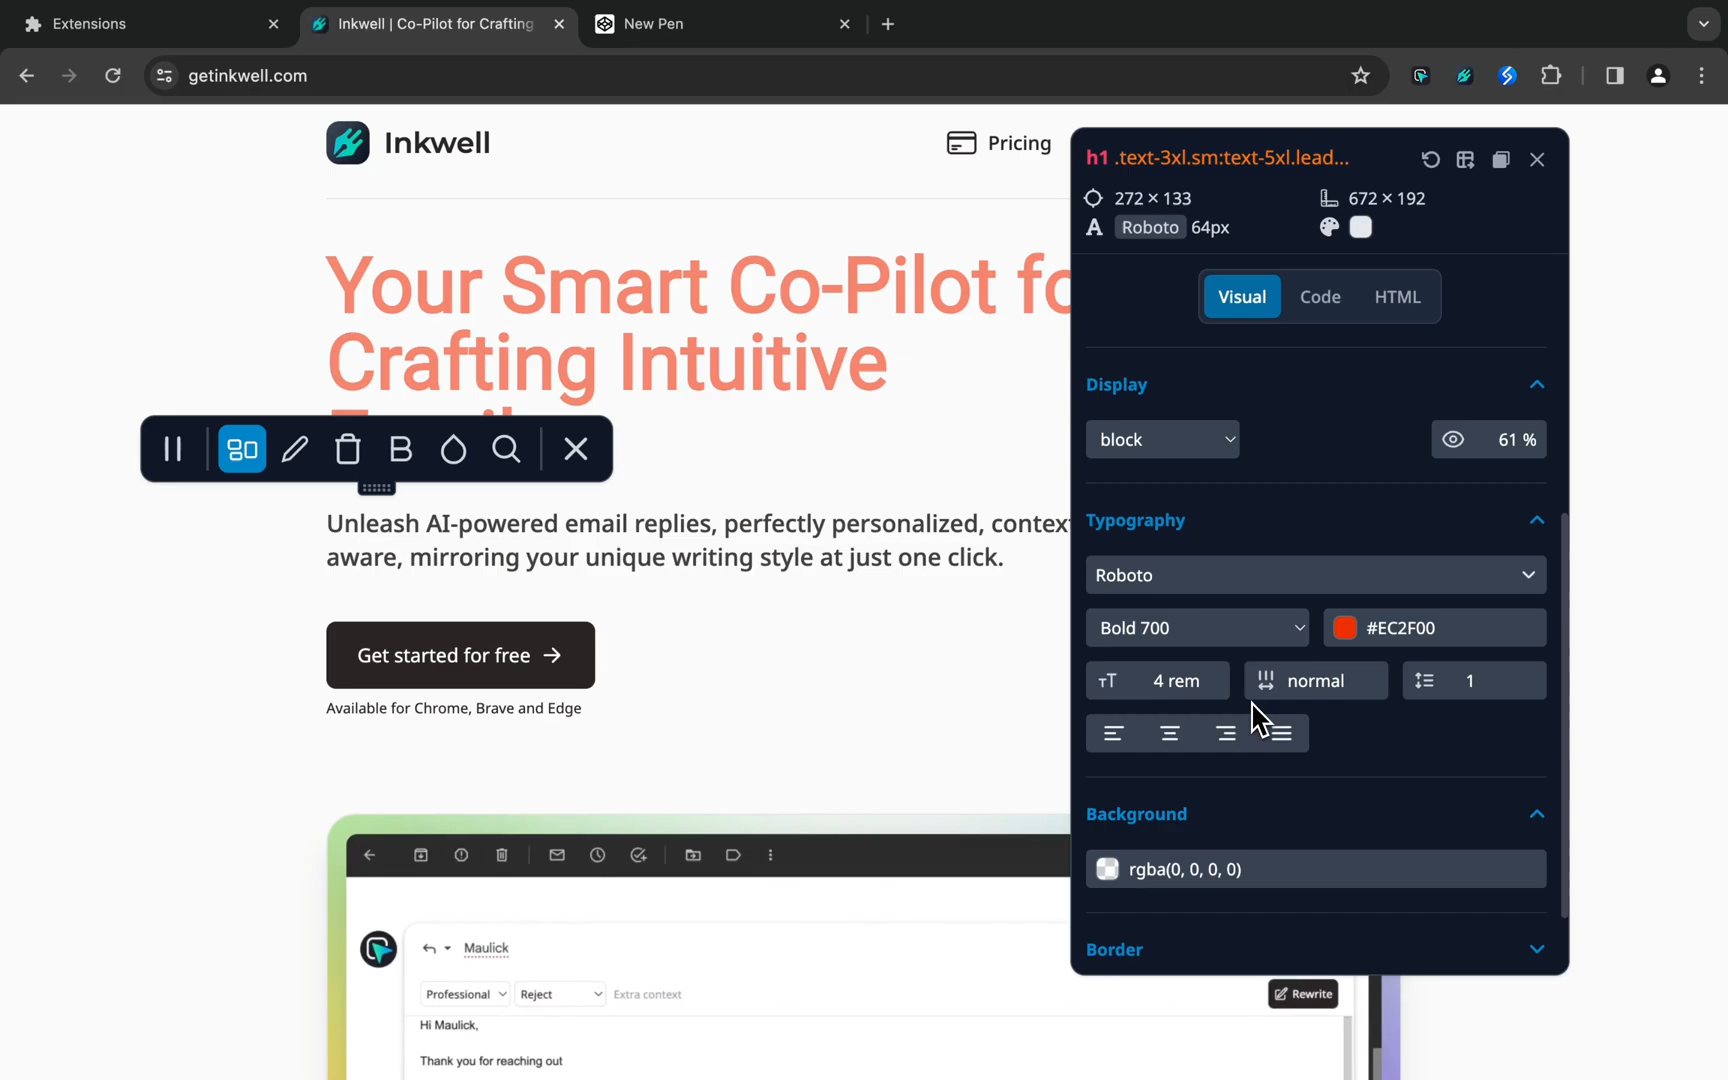 Extensions
Inkwell | Co-Pilot for Crafting
New Pen
getinkwell.com
Inkwell
Pricing
Your Smart Co-Pilot fo
Crafting Intuitive
B
Unleash AI-powered email replies, perfectly personalized, context
aware, mirroring your unique writing style at just one click.
Get started for free →
Available for Chrome, Brave and Edge
Maulick
Professional
Reject
Extra context
Rewrite
Hi Maulick,
Thank you for reaching out
h1 .text-3xl.sm:text-5xl.lead...
272 × 133
672 × 192
A Roboto 64px
Visual
Code
HTML
Display
block
61 %
Typography
Roboto
Bold 700
#EC2F00
TT 4 rem
normal
1
Background
rgba(0, 0, 0, 0)
Border